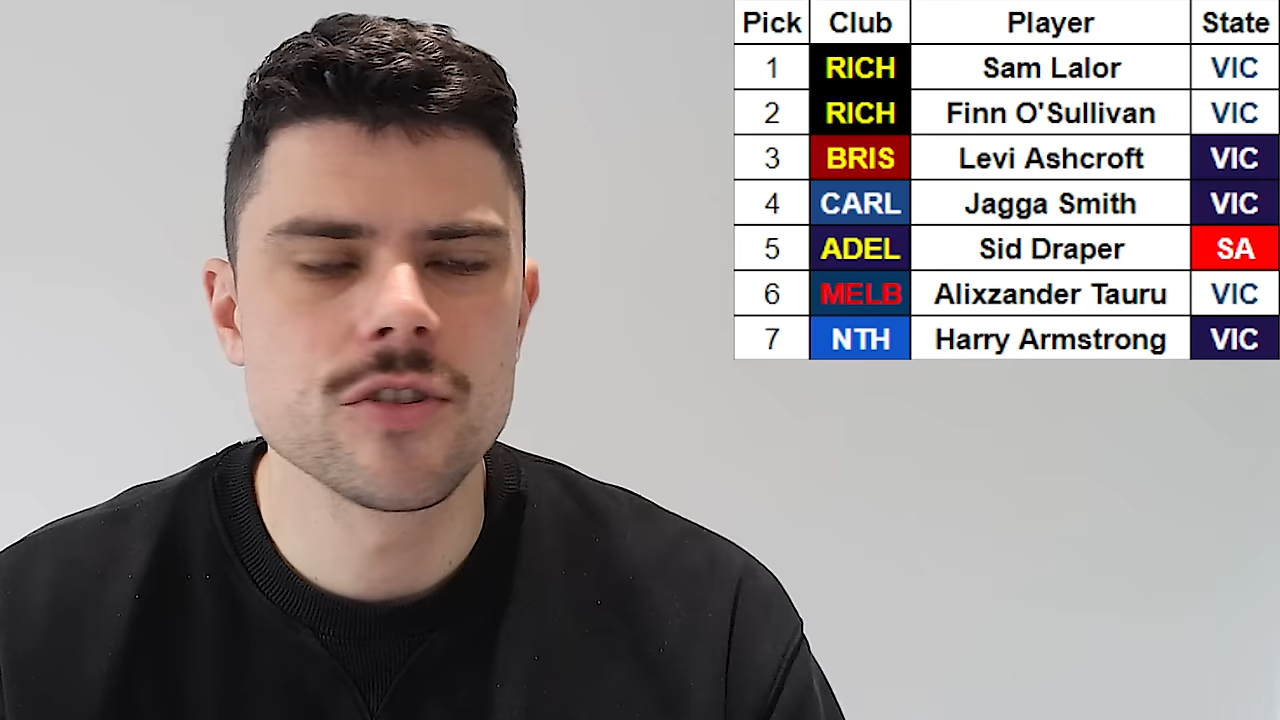 Pick Club Player State
1 RICH Sam Lalor VIC
2 RICH Finn O'Sullivan VIC
3 BRIS Levi Ashcroft VIC
4 CARL Jagga Smith VIC
5 ADEL Sid Draper SA
6 MELB Alixzander Tauru VIC
7 NTH Harry Armstrong VIC